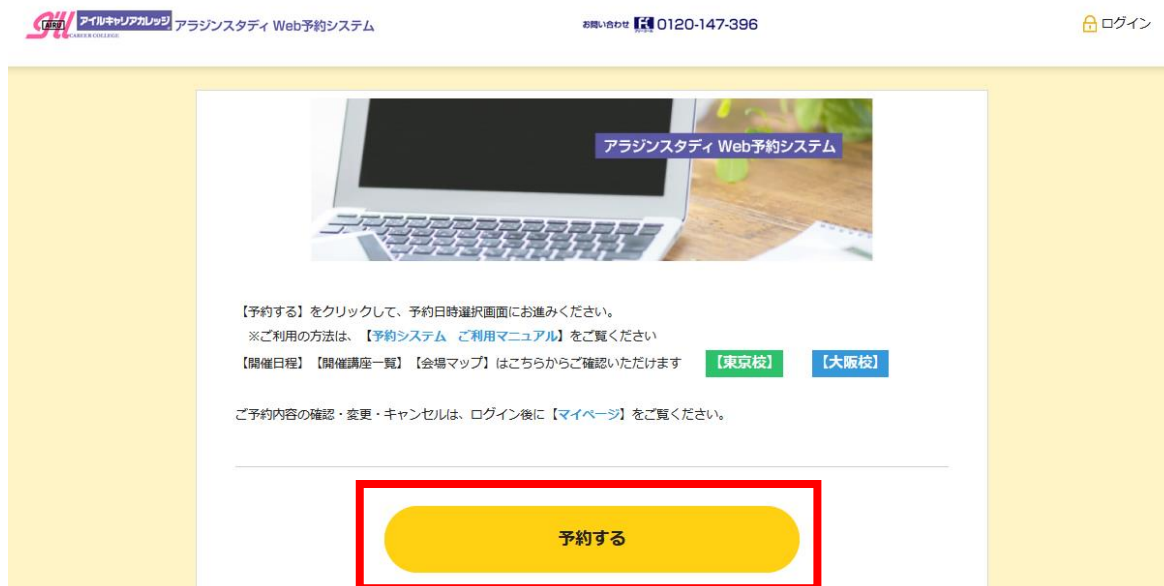 AIRU
アイルキャリアカレッジ
CAREER COLLEGE
アラジンスタディ Web予約システム
お問い合わせ 0120-147-396
ログイン
アラジンスタディ Web予約システム
【予約する】をクリックして、予約日時選択画面にお進みください。
※ご利用の方法は、【予約システム ご利用マニュアル】をご覧ください
【開催日程】【開催講座一覧】【会場マップ】はこちらからご確認いただけます 【東京校】 【大阪校】
ご予約内容の確認・変更・キャンセルは、ログイン後に【マイページ】をご覧ください。
予約する